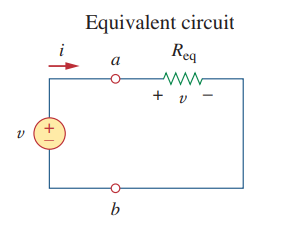 Equivalent circuit
i
a
Req
+ v −
v
+
−
b